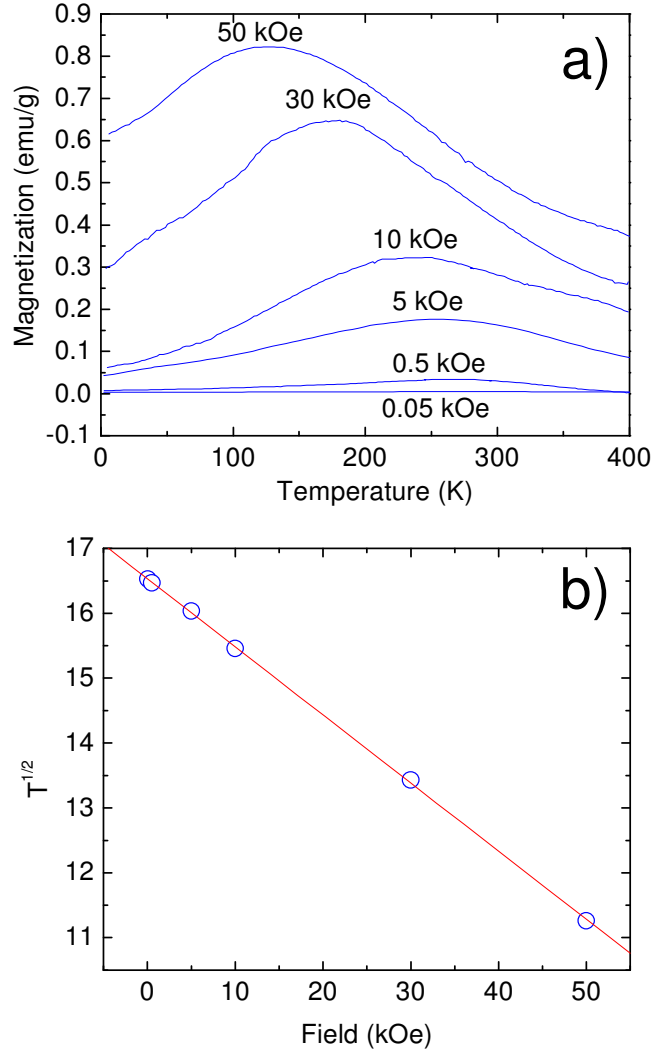 a)
50 kOe
30 kOe
10 kOe
5 kOe
0.5 kOe
0.05 kOe
0.9
0.8
0.7
0.6
0.5
0.4
0.3
0.2
0.1
0.0
-0.1
Magnetization (emu/g)
0 100 200 300 400
Temperature (K)
b)
17
16
15
14
13
12
11
T^{1/2}
0 10 20 30 40 50
Field (kOe)